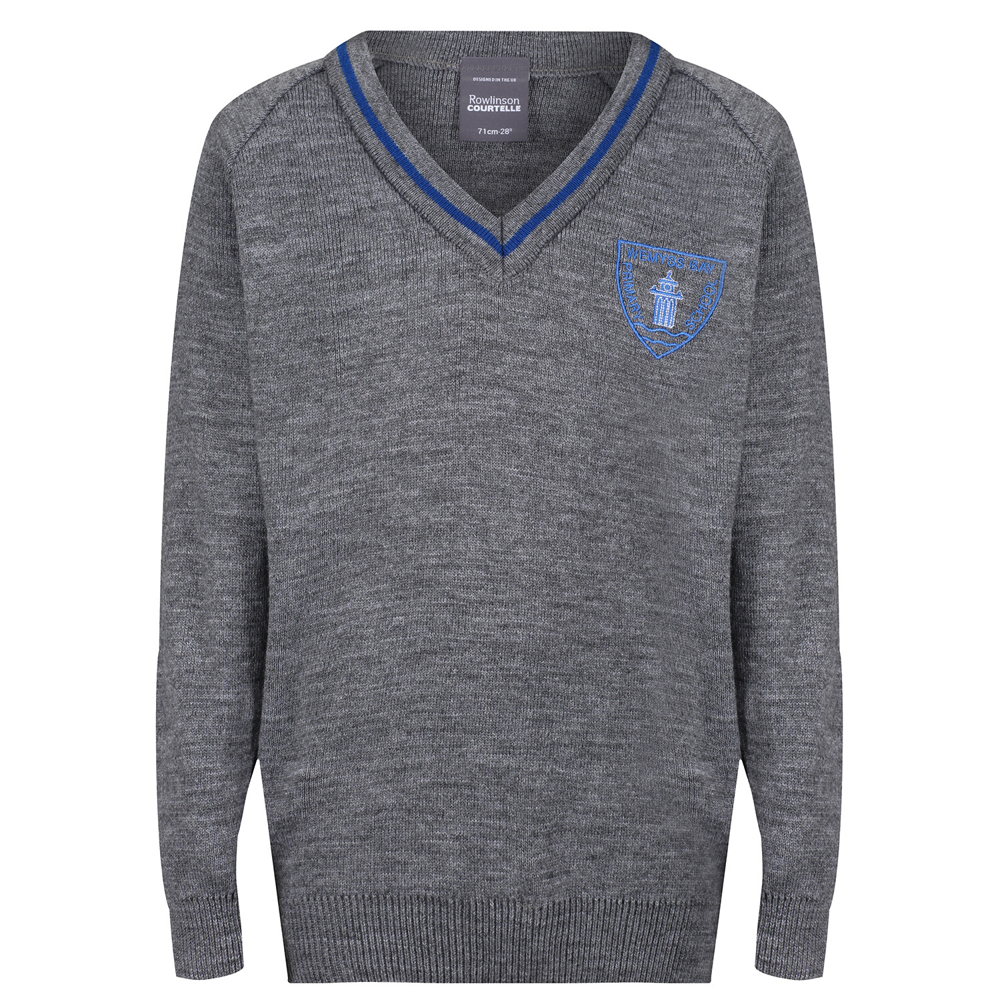 DESIGNED IN THE UK
Rowlinson
COURTELLE
71cm-28"
WEMYSS BAY
PRIMARY
SCHOOL